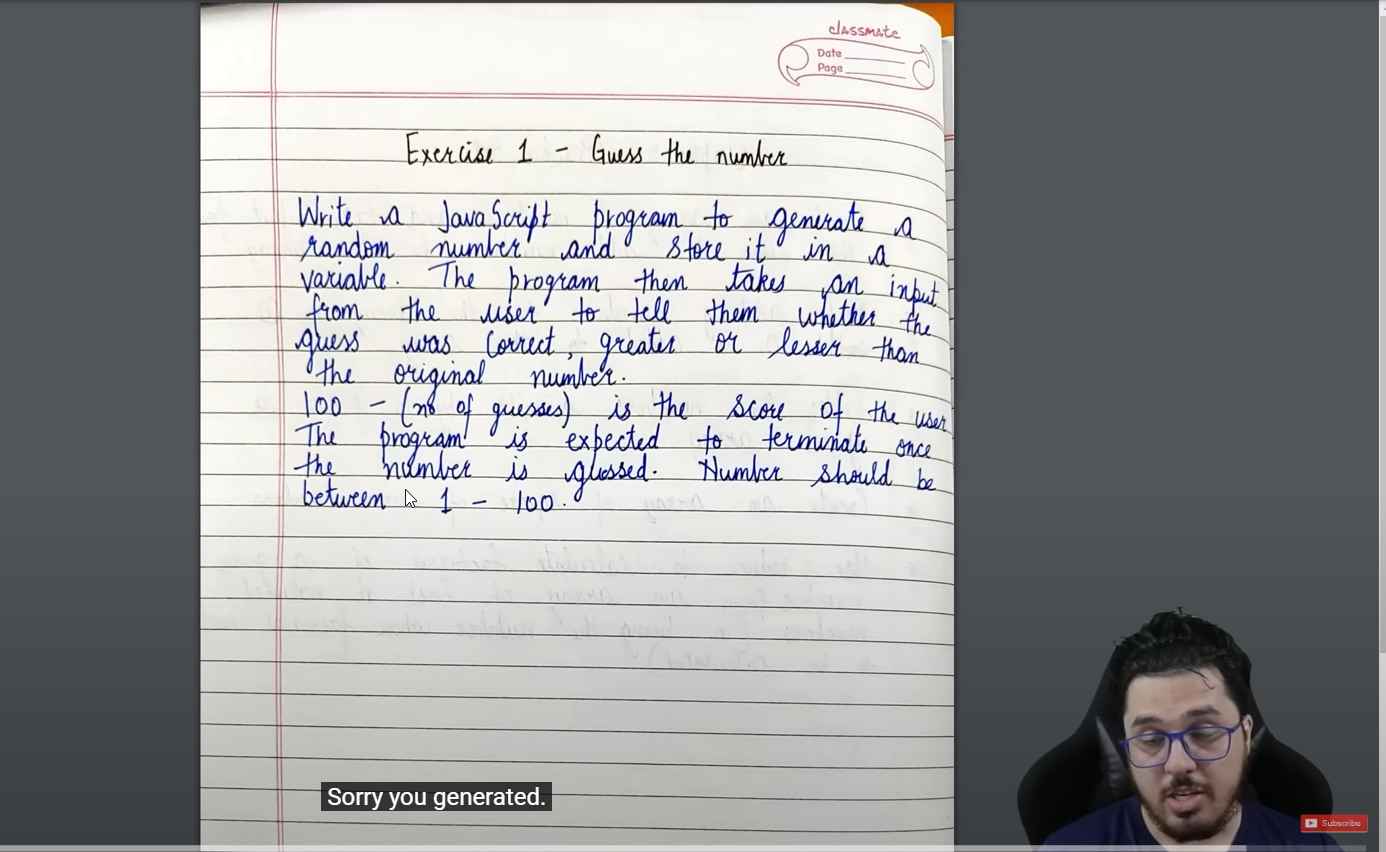 classmate
Date
Page
Exercise 1 - Guess the number
Write a JavaScript program to generate a
random number and store it in a
variable. The program then takes an input
from the user to tell them whether the
guess was correct, greater or lesser than
the original number.
100 - (no of guesses) is the score of the user
The program is expected to terminate once
the number is guessed. Number should be
between 1 - 100.
Sorry you generated.
Subscribe